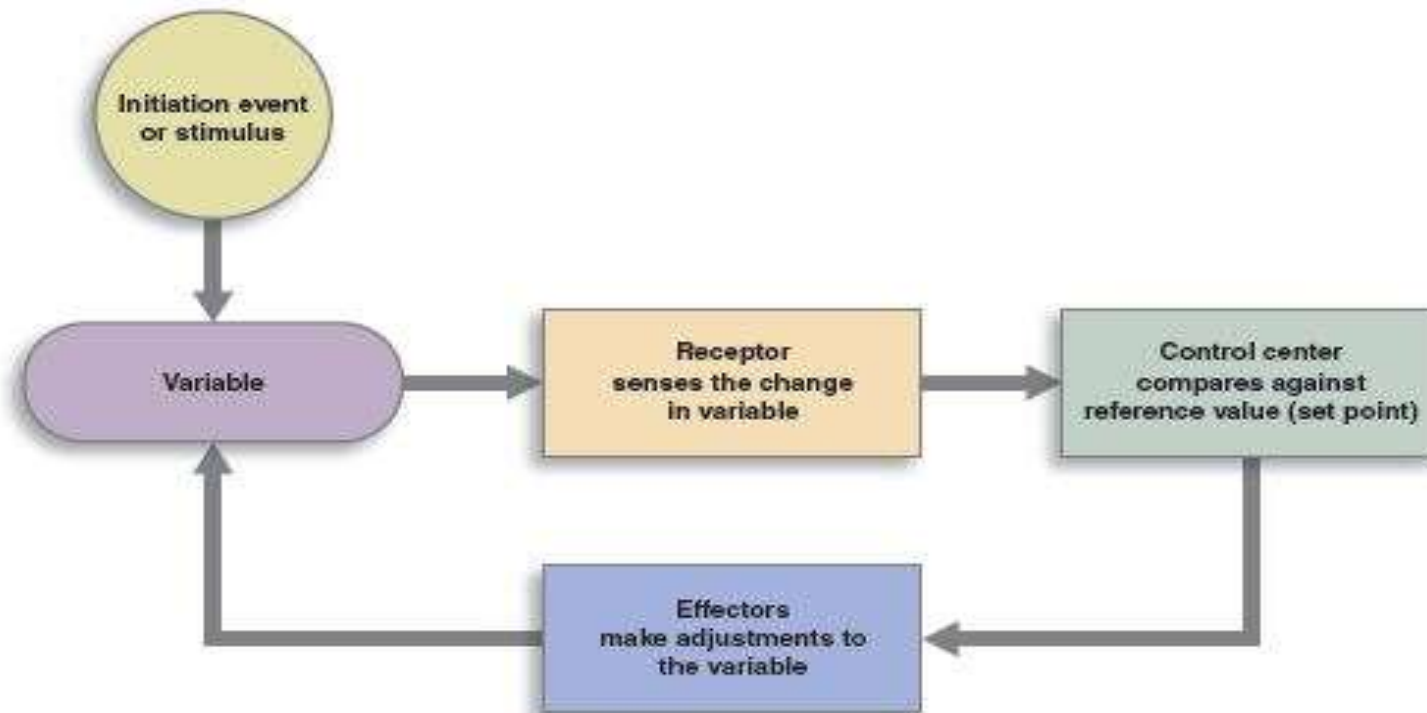 Initiation event
or stimulus
Variable
Receptor
senses the change
in variable
Control center
compares against
reference value (set point)
Effectors
make adjustments to
the variable